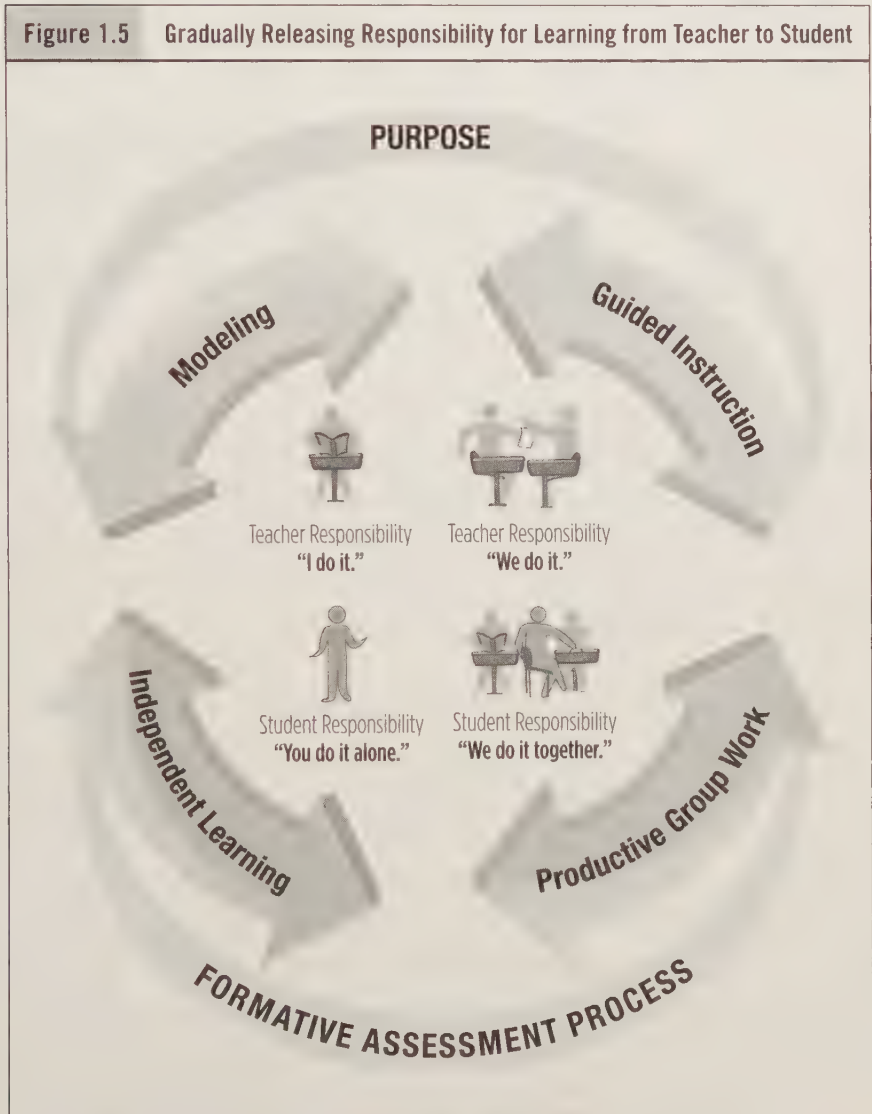 Figure 1.5 Gradually Releasing Responsibility for Learning from Teacher to Student
PURPOSE
Modeling
Guided Instruction
Teacher Responsibility
“I do it.”
Teacher Responsibility
“We do it.”
Student Responsibility
“You do it alone.”
Student Responsibility
“We do it together.”
Independent Learning
Productive Group Work
FORMATIVE ASSESSMENT PROCESS